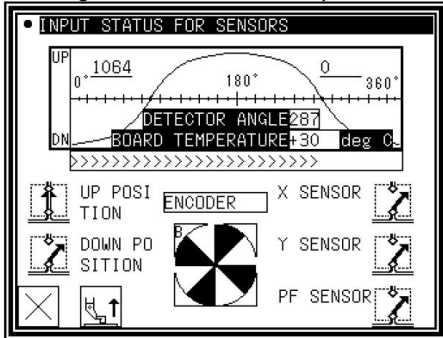 INPUT STATUS FOR SENSORS
UP
1064
0
0°
180°
360°
DETECTOR ANGLE 287
DN
BOARD TEMPERATURE +30 deg C
>>>>>>>>>>>>>>>>>>>>>>>
UP POSI
TION
ENCODER
X SENSOR
B
DOWN PO
SITION
Y SENSOR
PF SENSOR